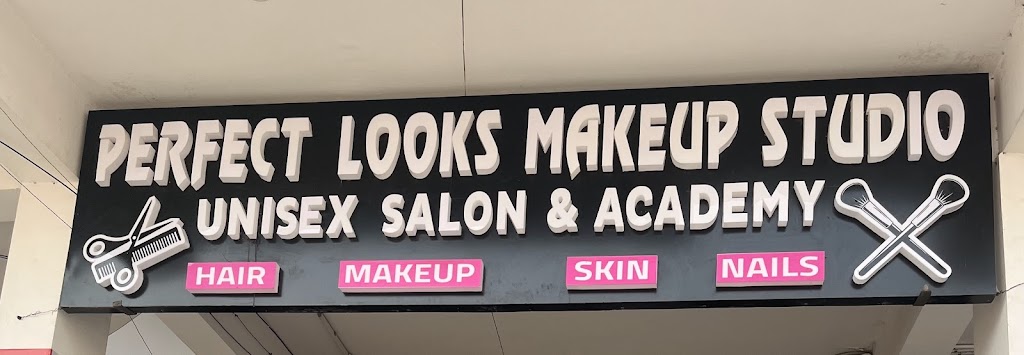 PERFECT LOOKS MAKEUP STUDIO
UNISEX SALON & ACADEMY
HAIR MAKEUP SKIN NAILS